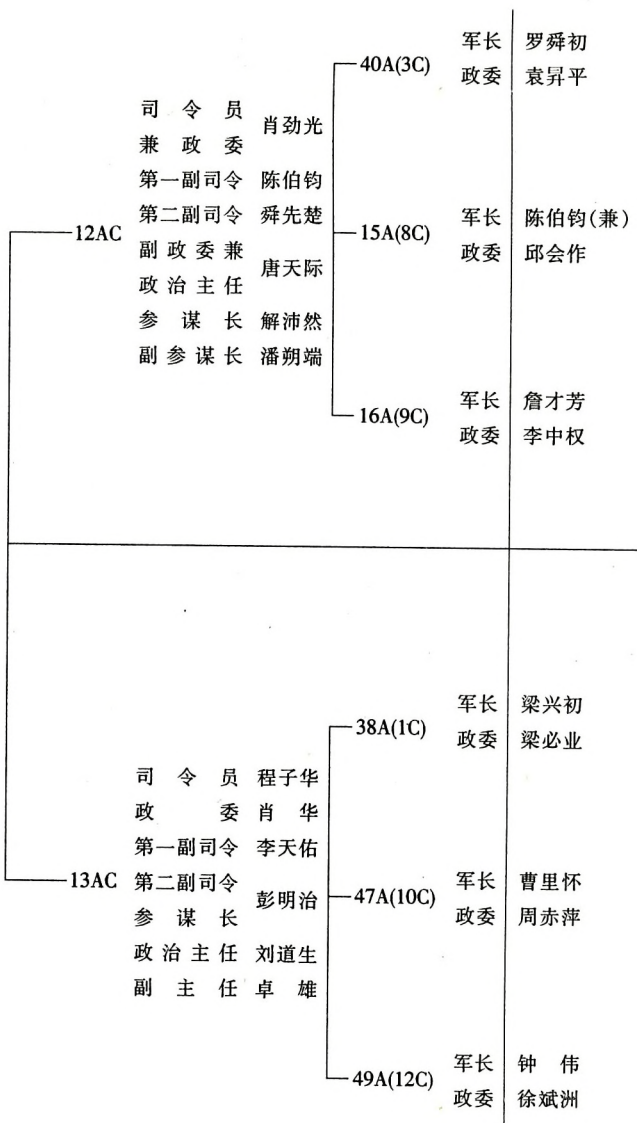 40A(3C)
军长 罗舜初
政委 袁昇平
12AC
司令员
兼政委
肖劲光
第一副司令 陈伯钧
第二副司令 舜先楚
副政委兼
政治主任
唐天际
参谋长 解沛然
副参谋长 潘朔端
15A(8C)
军长 陈伯钧(兼)
政委 邱会作
16A(9C)
军长 詹才芳
政委 李中权
38A(1C)
军长 梁兴初
政委 梁必业
13AC
司令员 程子华
政委 肖华
第一副司令 李天佑
第二副司令
参谋长
彭明治
政治主任 刘道生
副主任 卓雄
47A(10C)
军长 曹里怀
政委 周赤萍
49A(12C)
军长 钟伟
政委 徐斌洲